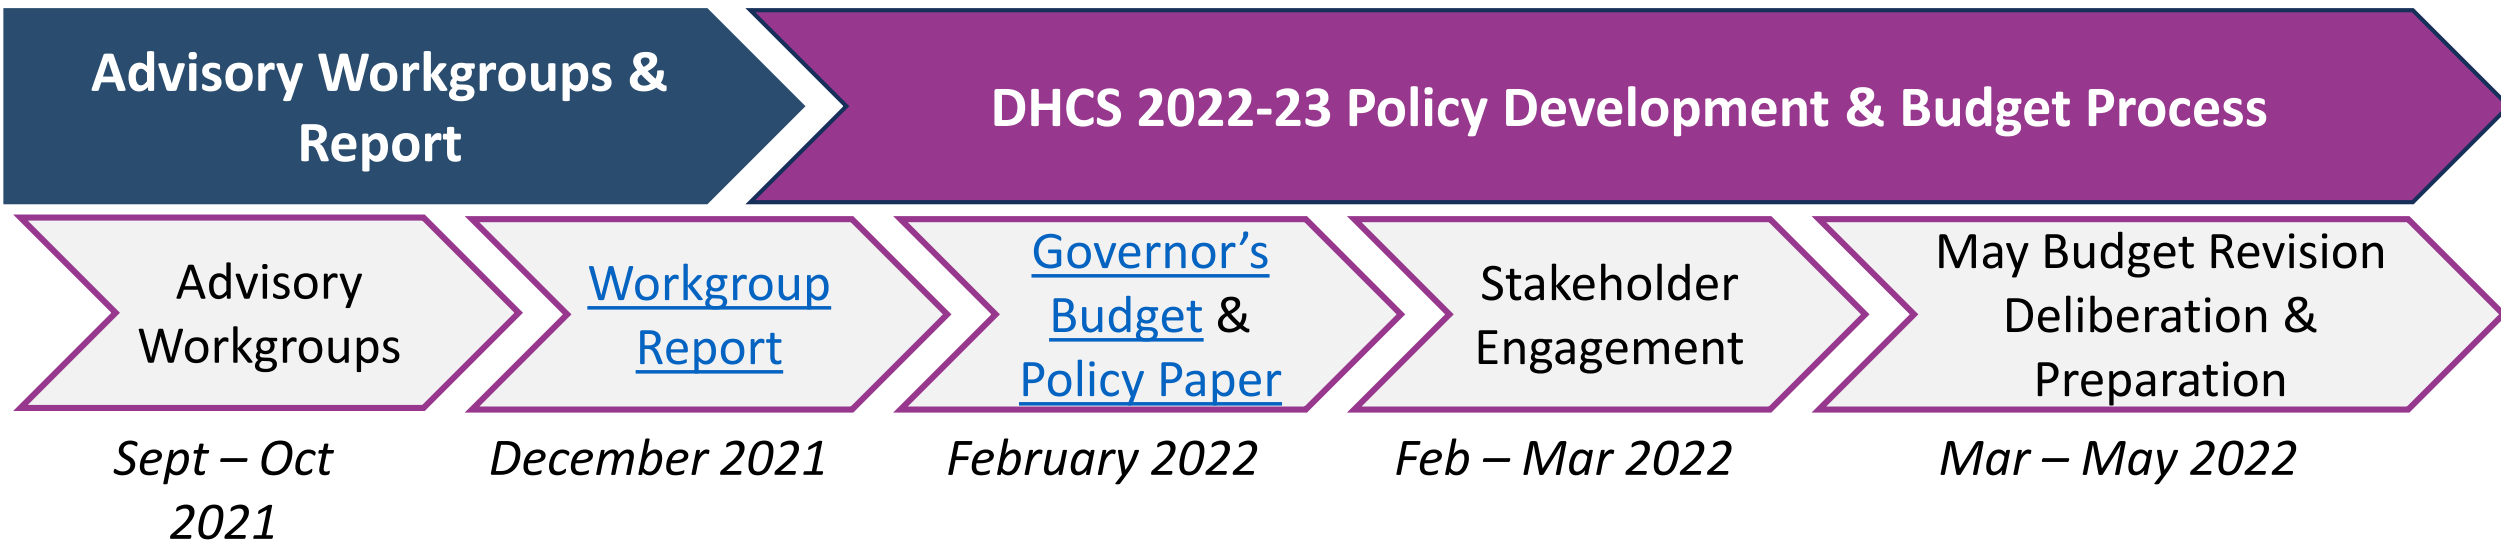 Advisory Workgroups &
Report
DHCS 2022-23 Policy Development & Budget Process
Advisory
Workgroups
Workgroup
Report
Governor’s
Budget &
Policy Paper
Stakeholder
Engagement
May Budget Revision
Deliberation &
Preparation
Sept – Oct
2021
December 2021
February 2022
Feb – Mar 2022
Mar – May 2022